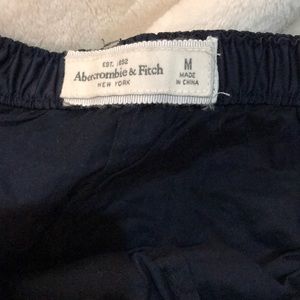 EST. 1892
Abercrombie & Fitch
NEW YORK
M
MADE
IN CHINA